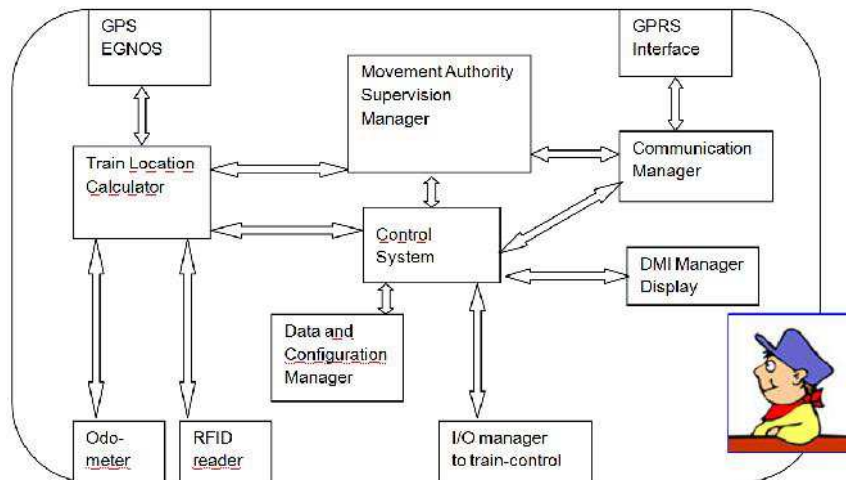 GPS
EGNOS
GPRS
Interface
Movement Authority
Supervision
Manager
Train Location
Calculator
Communication
Manager
Control
System
DMI Manager
Display
Data and
Configuration
Manager
Odo-
meter
RFID
reader
I/O manager
to train-control